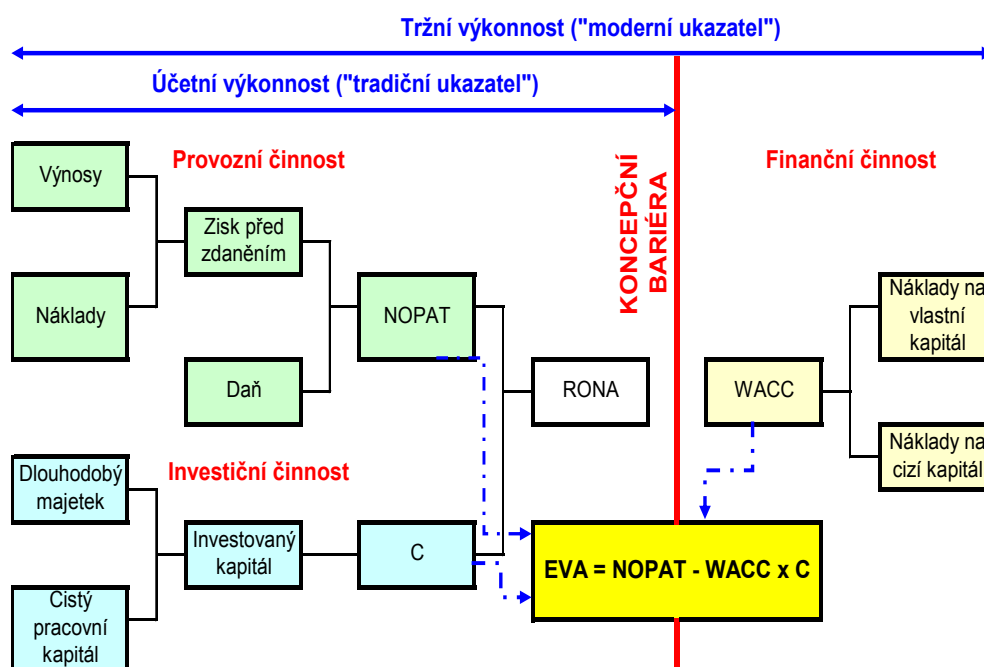 Tržní výkonnost ("moderní ukazatel")
Účetní výkonnost ("tradiční ukazatel")
Provozní činnost
Finanční činnost
KONCEPČNÍ
BARIÉRA
Výnosy
Zisk před
zdaněním
Náklady
NOPAT
Daň
RONA
WACC
Náklady na
vlastní
kapitál
Náklady na
cizí kapitál
Investiční činnost
Dlouhodobý
majetek
Investovaný
kapitál
C
Čistý
pracovní
kapitál
EVA = NOPAT - WACC x C